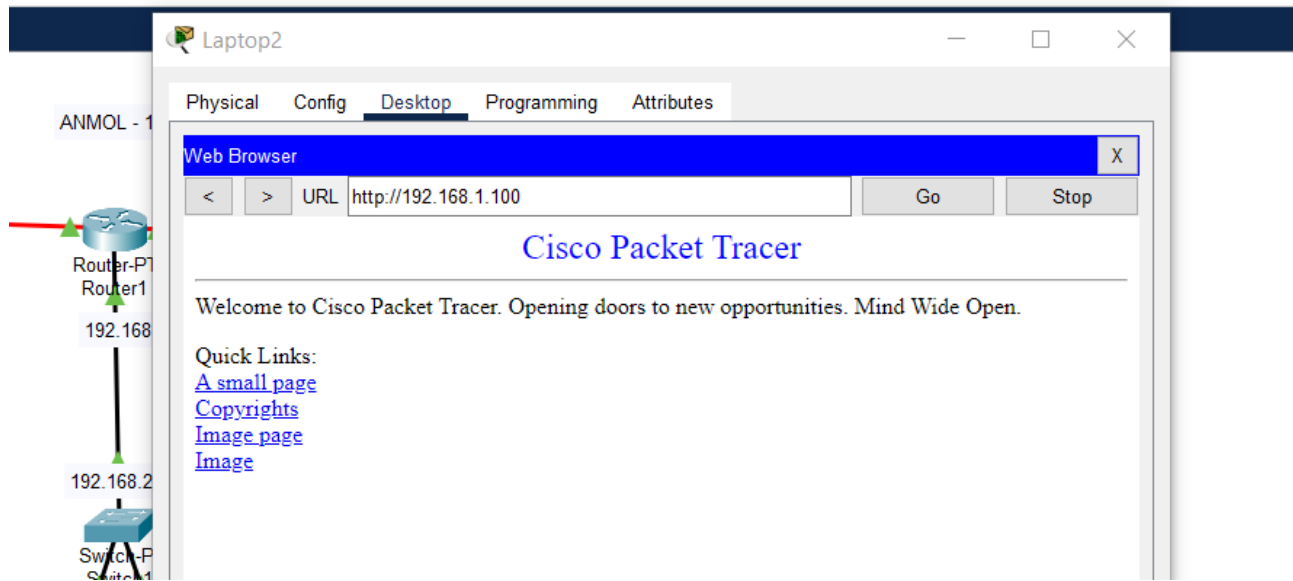 Laptop2
Physical Config Desktop Programming Attributes
ANMOL - 1
Web Browser X
< > URL http://192.168.1.100 Go Stop
Cisco Packet Tracer
Router-PT
Router1
Welcome to Cisco Packet Tracer. Opening doors to new opportunities. Mind Wide Open.
192.168
Quick Links:
A small page
Copyrights
Image page
Image
192.168.2
Switch-P
Switch1